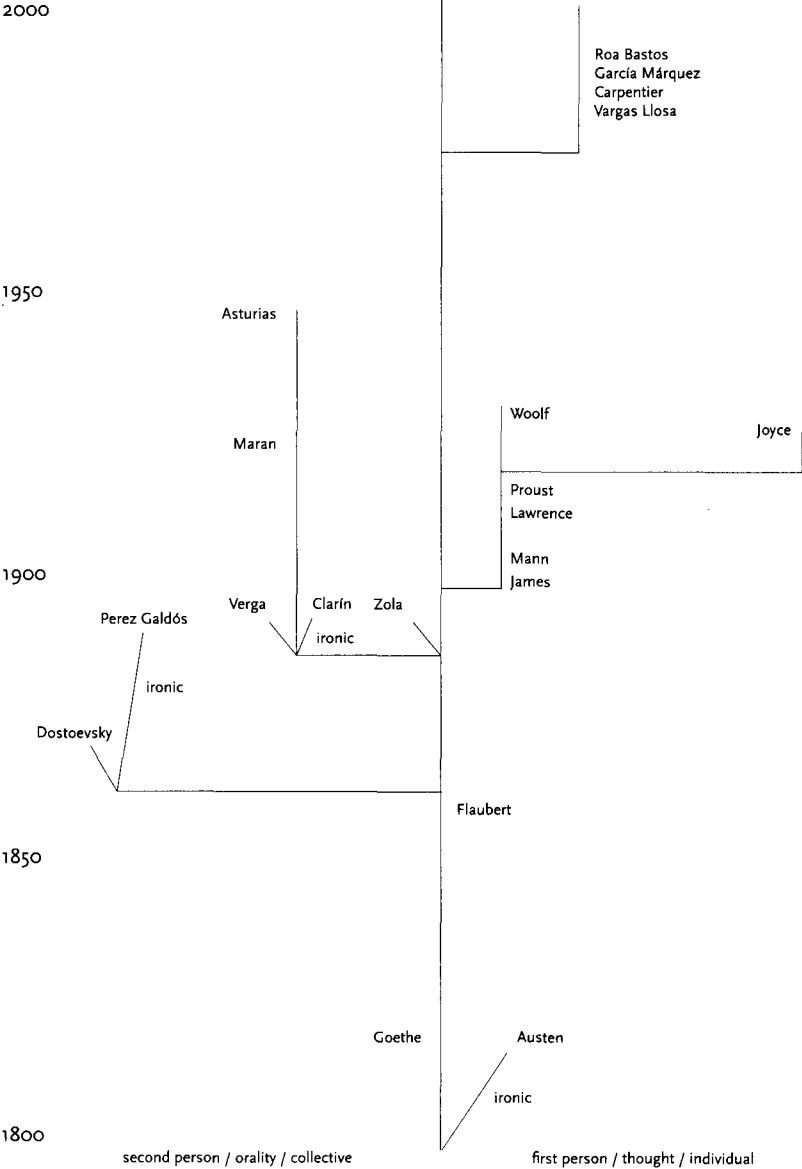 2000
Roa Bastos
García Márquez
Carpentier
Vargas Llosa
1950
Asturias
Woolf
Joyce
Maran
Proust
Lawrence
Mann
1900
James
Verga
Clarín
Zola
Perez Galdós
ironic
ironic
Dostoevsky
Flaubert
1850
Goethe
Austen
ironic
1800
second person / orality / collective
first person / thought / individual